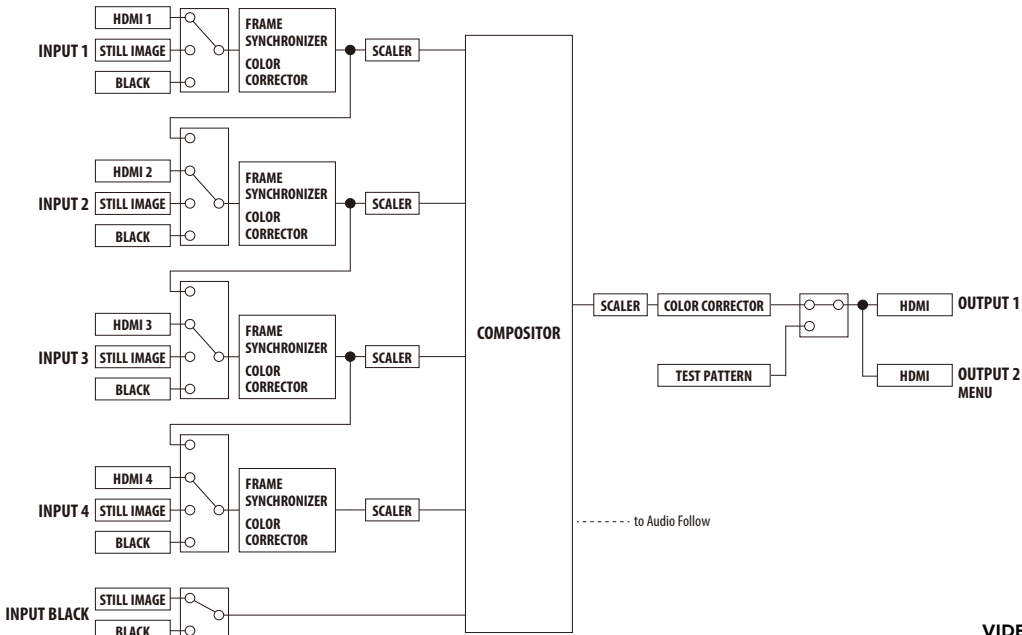 HDMI 1
INPUT 1
STILL IMAGE
BLACK
FRAME
SYNCHRONIZER
COLOR
CORRECTOR
SCALER
HDMI 2
INPUT 2
STILL IMAGE
BLACK
FRAME
SYNCHRONIZER
COLOR
CORRECTOR
SCALER
HDMI 3
INPUT 3
STILL IMAGE
BLACK
FRAME
SYNCHRONIZER
COLOR
CORRECTOR
SCALER
HDMI 4
INPUT 4
STILL IMAGE
BLACK
FRAME
SYNCHRONIZER
COLOR
CORRECTOR
SCALER
INPUT BLACK
STILL IMAGE
BLACK
COMPOSITOR
SCALER
COLOR CORRECTOR
TEST PATTERN
HDMI
OUTPUT 1
HDMI
OUTPUT 2
MENU
to Audio Follow